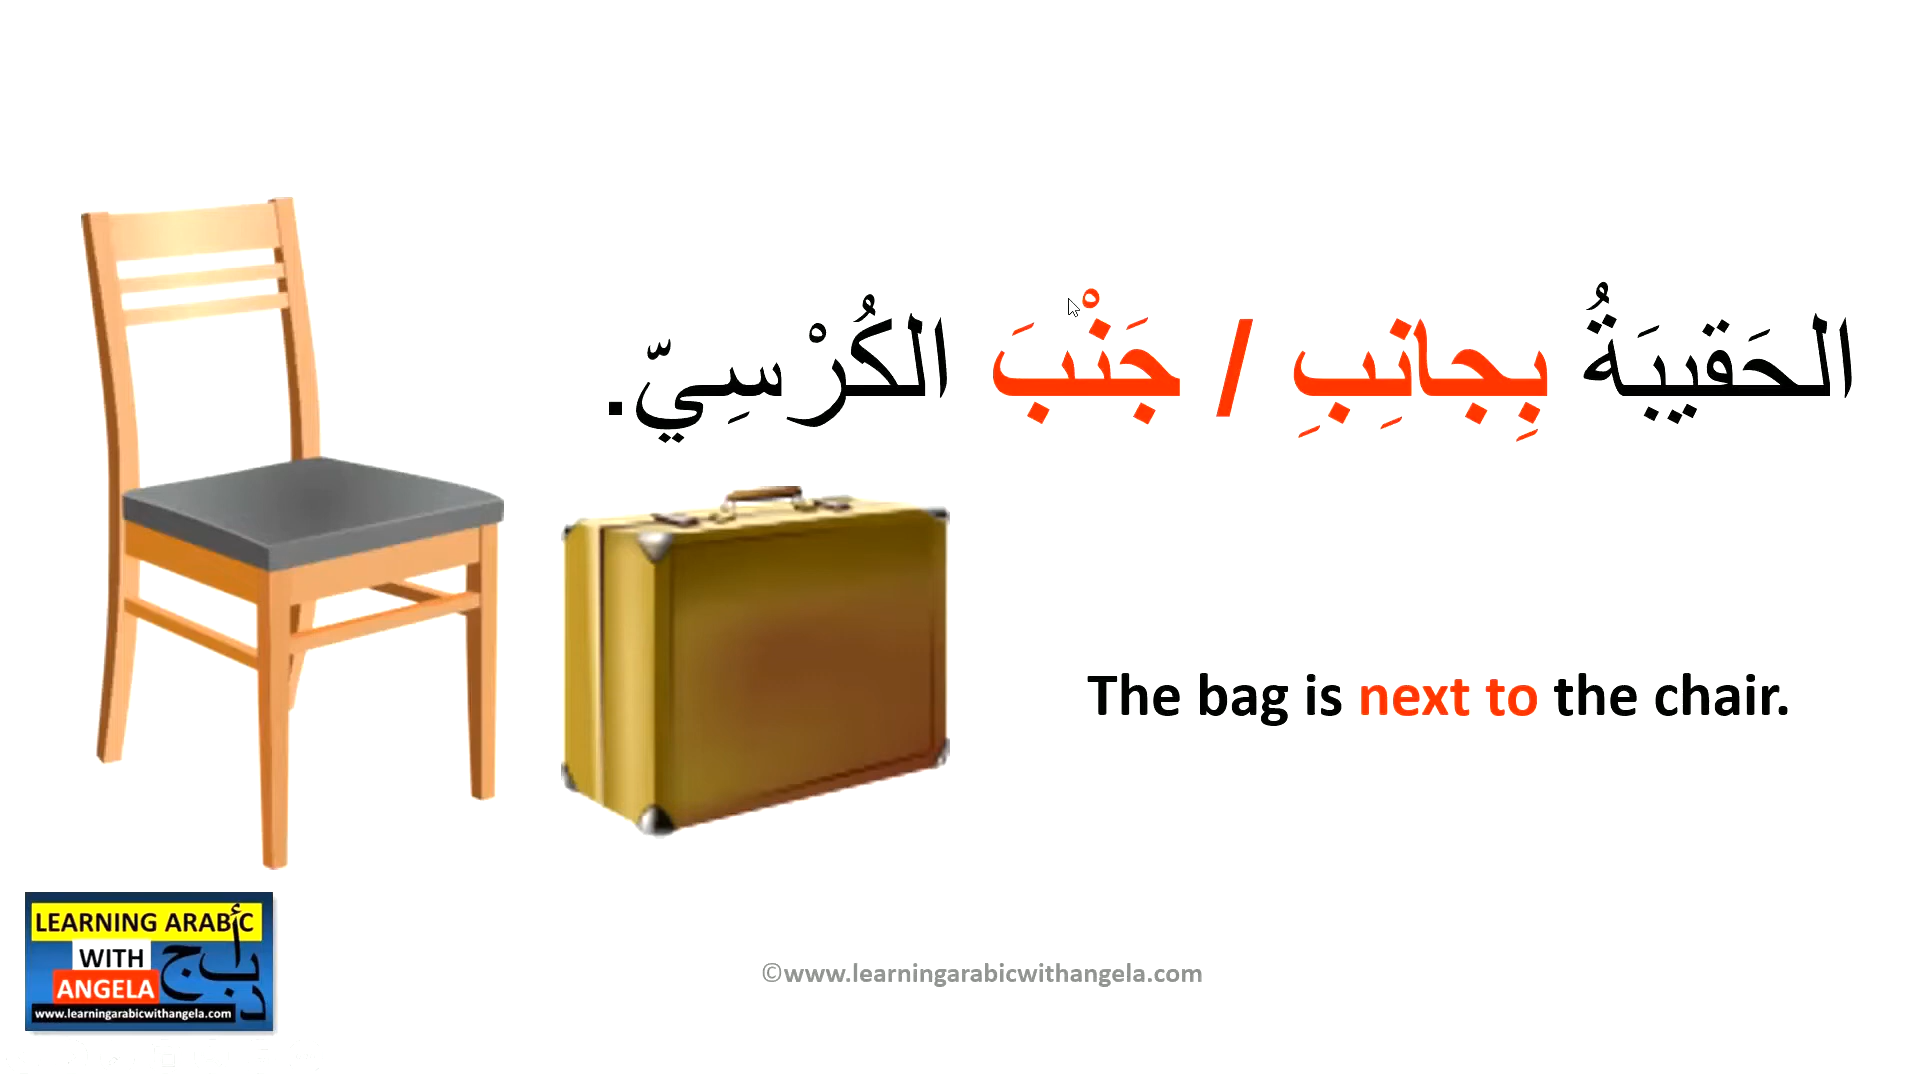 الحَقيبَةُ بِجانِبِ / جَنْبَ الكُرْسِيّ.
The bag is next to the chair.
LEARNING ARABIC
WITH
ANGELA
أ ب ج د
www.learningarabicwithangela.com
©www.learningarabicwithangela.com